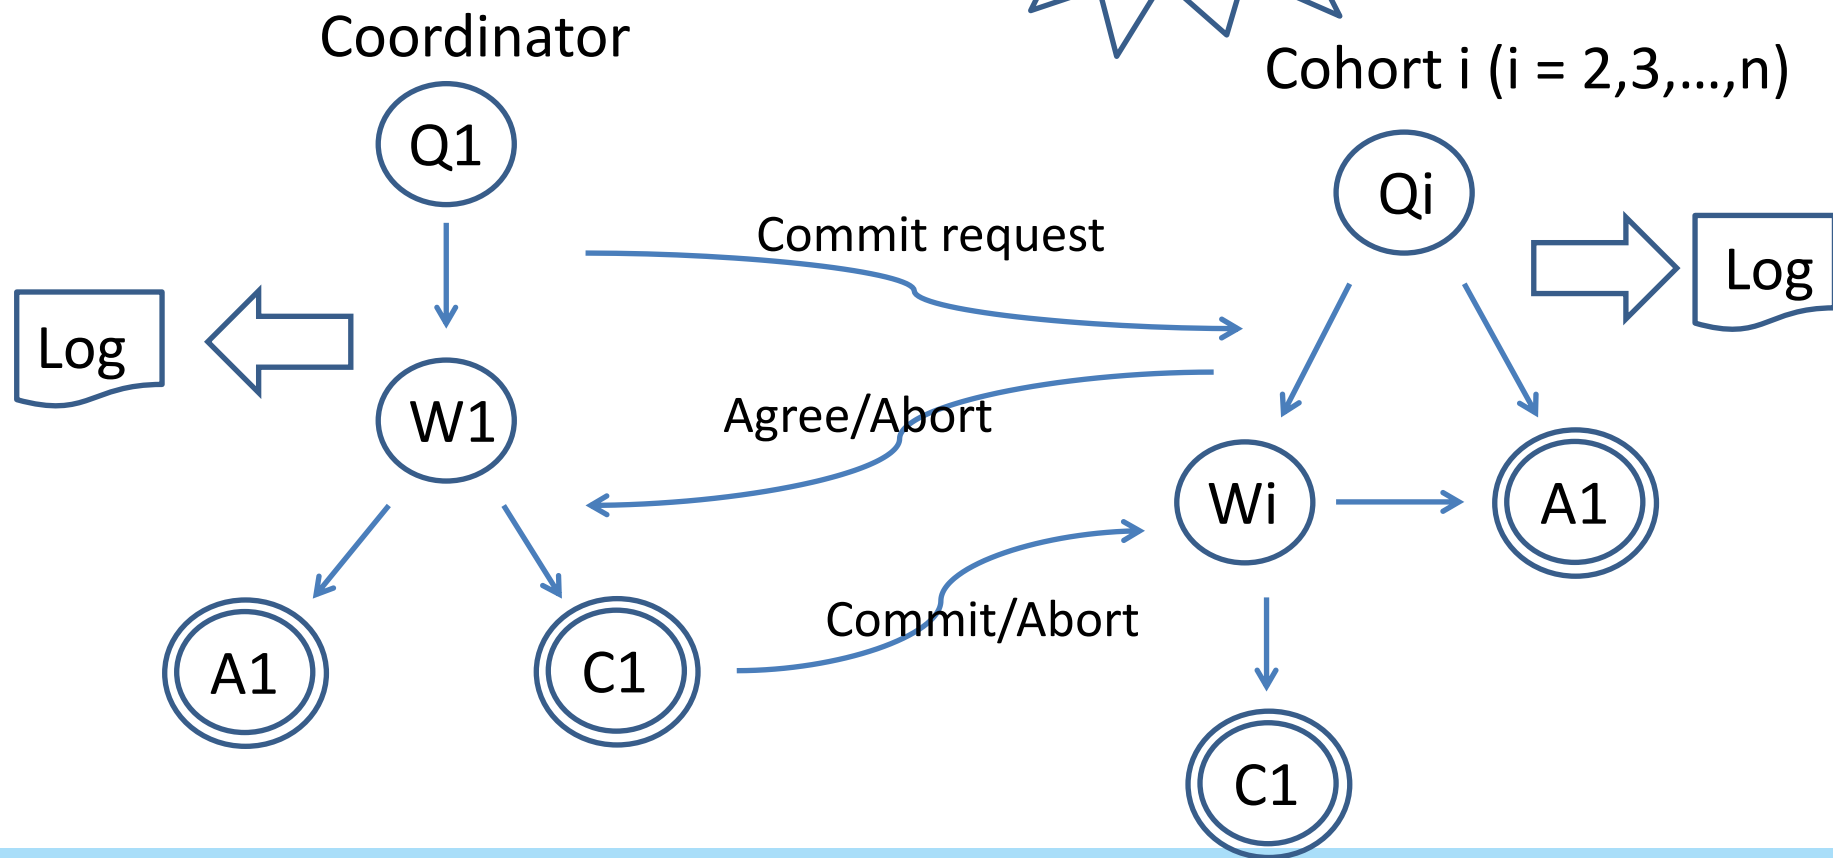 Coordinator
Cohort i (i = 2,3,...,n)
Q1
Qi
Commit request
Log
Log
W1
Agree/Abort
Wi
A1
Commit/Abort
A1
C1
C1